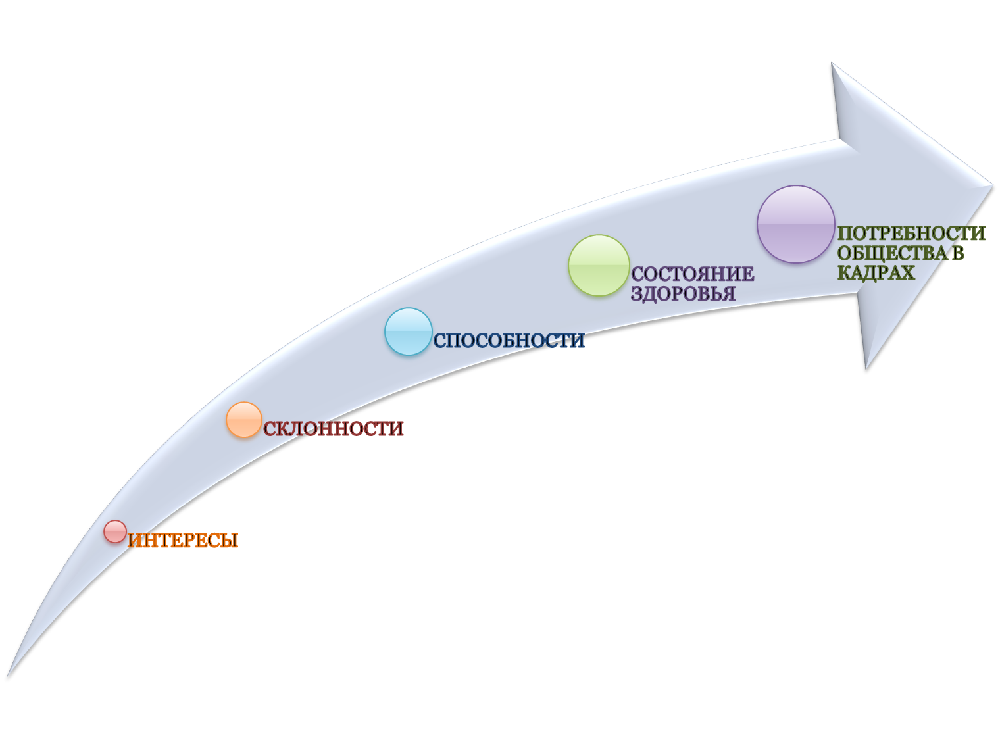 ПОТРЕБНОСТИ
ОБЩЕСТВА В
КАДРАХ
СОСТОЯНИЕ
ЗДОРОВЬЯ
СПОСОБНОСТИ
СКЛОННОСТИ
ИНТЕРЕСЫ